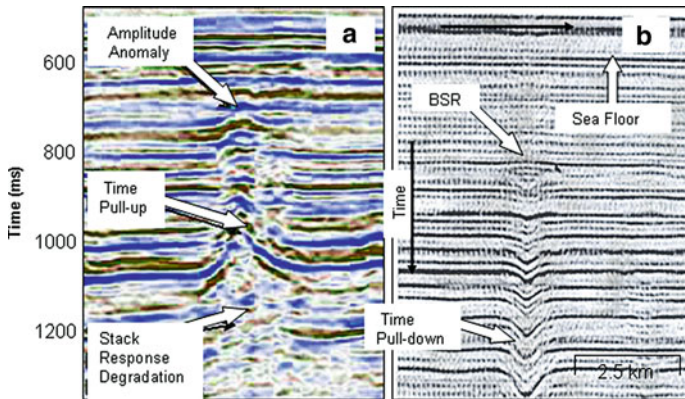 a
Amplitude
Anomaly
600
800
Time
Pull-up
Time (ms)
1000
1200
Stack
Response
Degradation
b
BSR
Sea Floor
Time
Time
Pull-down
2.5 km